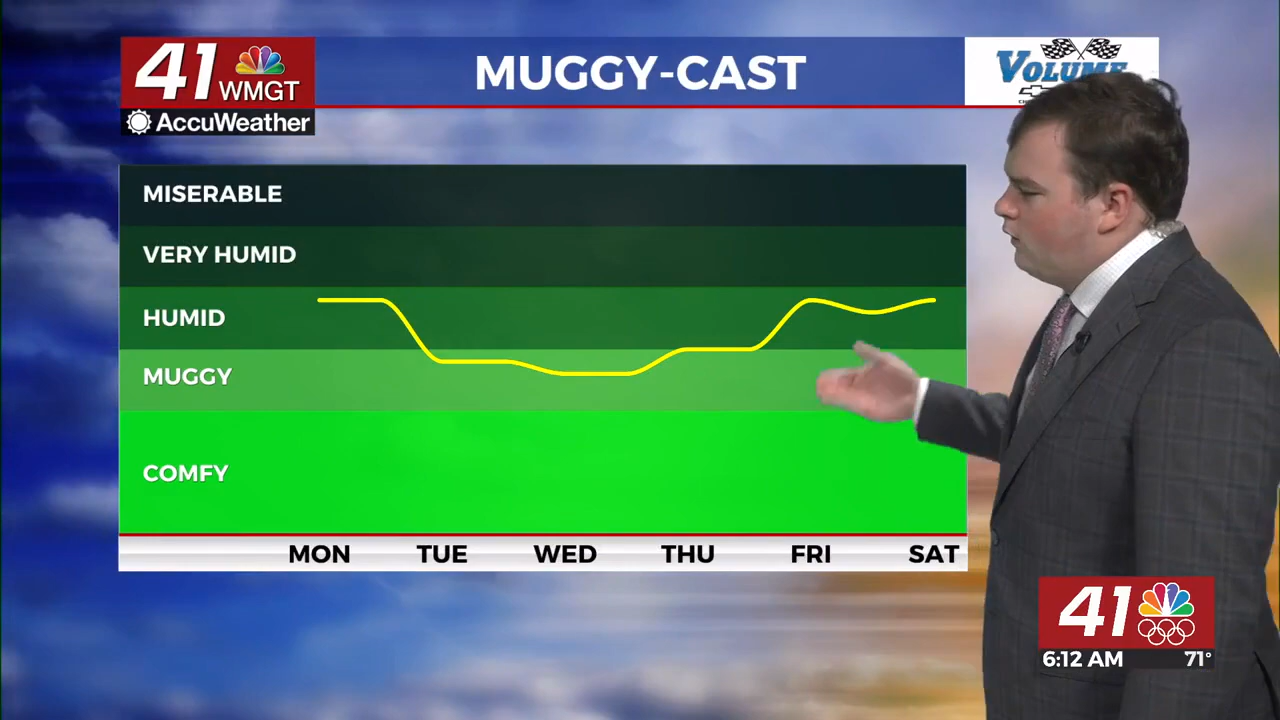 41
WMGT
AccuWeather
MUGGY-CAST
VOLUME
MISERABLE
VERY HUMID
HUMID
MUGGY
COMFY
MON TUE WED THU FRI SAT
41
6:12 AM 71°